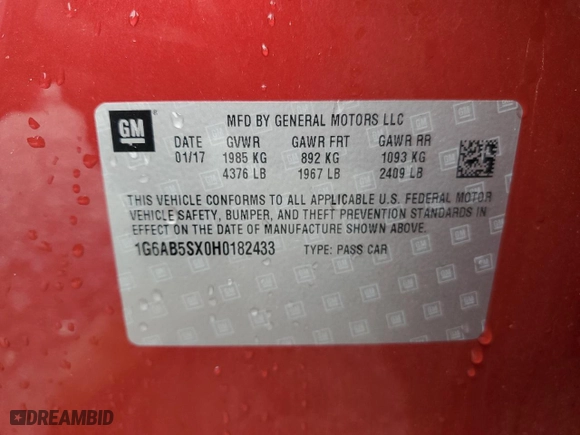 GM
MFD BY GENERAL MOTORS LLC
DATE GVWR GAWR FRT GAWR RR
01/17 1985 KG 892 KG 1093 KG
4376 LB 1967 LB 2409 LB
THIS VEHICLE CONFORMS TO ALL APPLICABLE U.S. FEDERAL MOTOR
VEHICLE SAFETY, BUMPER, AND THEFT PREVENTION STANDARDS IN
EFFECT ON THE DATE OF MANUFACTURE SHOWN ABOVE.
1G6AB5SX0H0182433 TYPE: PASS CAR
DREAMBID